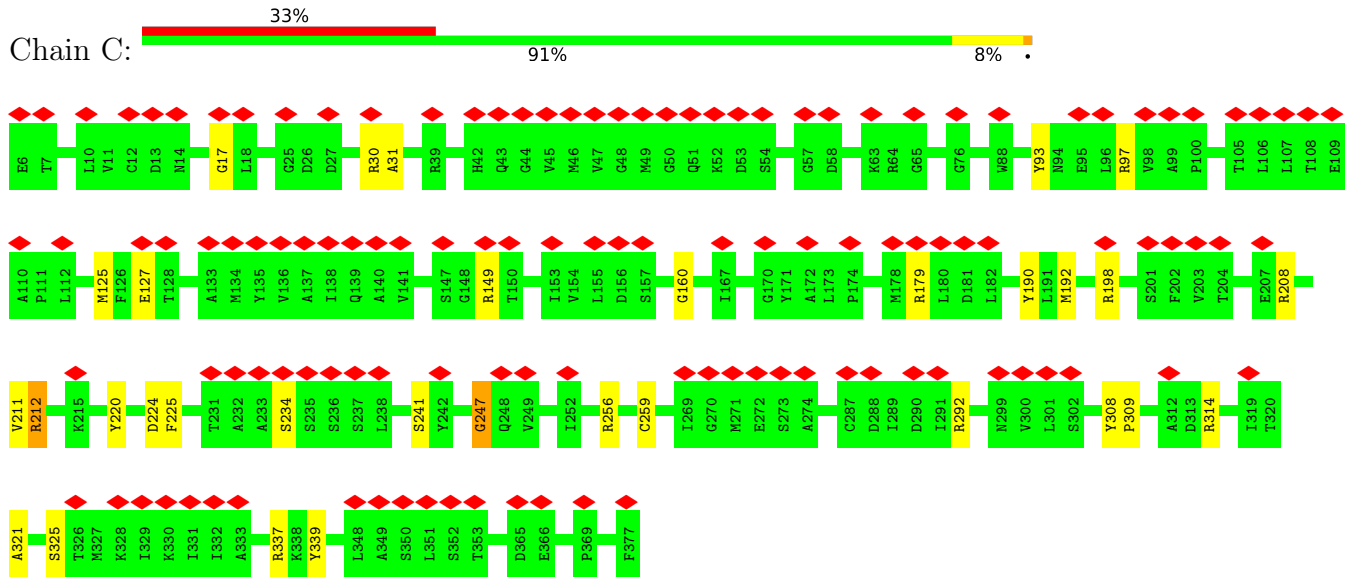 33%
Chain C:
91% 8% •
E6 T7 L10 V11 C12 D13 N14 G17 L18 G25 D26 D27 R30 A31 R39 H42 Q43 G44 V45 M46 V47 G48 M49 G50 Q51 K52 D53 S54 G57 D58 K63 R64 G65 G76 W88 Y93 N94 E95 L96 R97 V98 A99 P100 T105 L106 L107 T108 E109
A110 P111 L112 M125 F126 E127 T128 A133 M134 Y135 V136 A137 I138 Q139 A140 V141 S147 G148 R149 T150 I153 V154 L155 D156 S157 G160 I167 G170 Y171 A172 L173 P174 M178 R179 L180 D181 L182 Y190 L191 M192 R198 S201 F202 V203 T204 E207 R208
V211 R212 K215 Y220 D224 F225 T231 A232 A233 S234 S235 S236 S237 L238 S241 Y242 G247 Q248 V249 I252 R256 C259 I269 G270 M271 E272 S273 A274 C287 D288 I289 D290 I291 R292 N299 V300 L301 S302 Y308 P309 A312 D313 R314 I319 T320
A321 S325 T326 M327 K328 I329 K330 I331 I332 A333 R337 K338 Y339 L348 A349 S350 L351 S352 T353 D365 E366 P369 F377